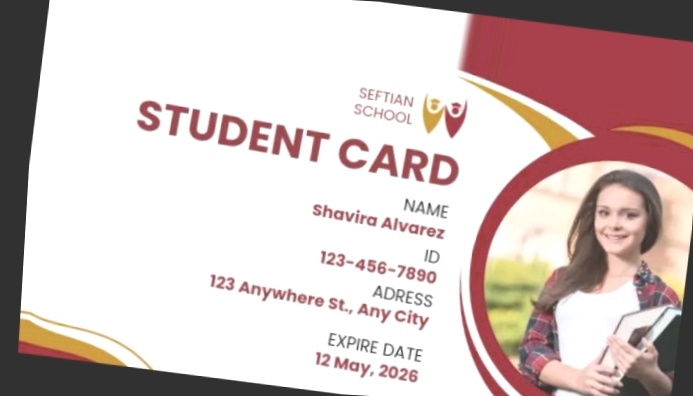 SEFTIAN
SCHOOL
STUDENT CARD
NAME
Shavira Alvarez
ID
123-456-7890
ADRESS
123 Anywhere St., Any City
EXPIRE DATE
12 May, 2026